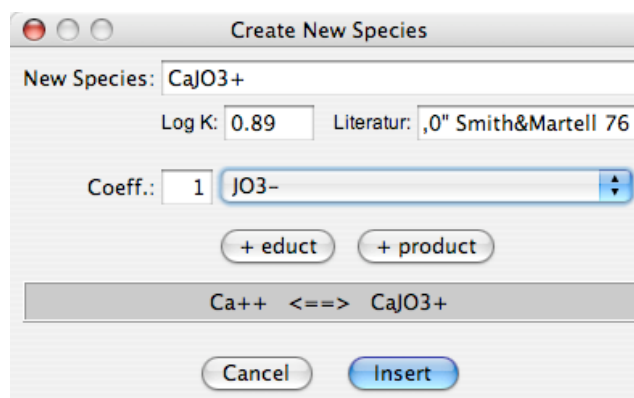 Create New Species
New Species: CaJO3+
Log K: 0.89 Literatur: ,0" Smith&Martell 76
Coeff.: 1 JO3-
+ educt + product
Ca++ <==> CaJO3+
Cancel Insert